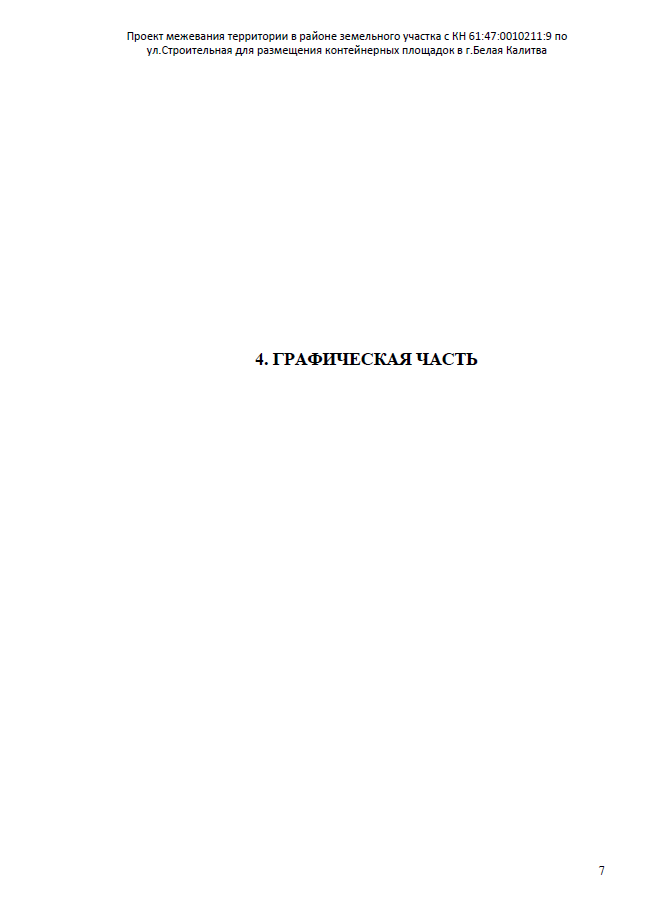 Проект межевания территории в районе земельного участка с КН 61:47:0010211:9 по
ул.Строительная для размещения контейнерных площадок в г.Белая Калитва
4. ГРАФИЧЕСКАЯ ЧАСТЬ
7